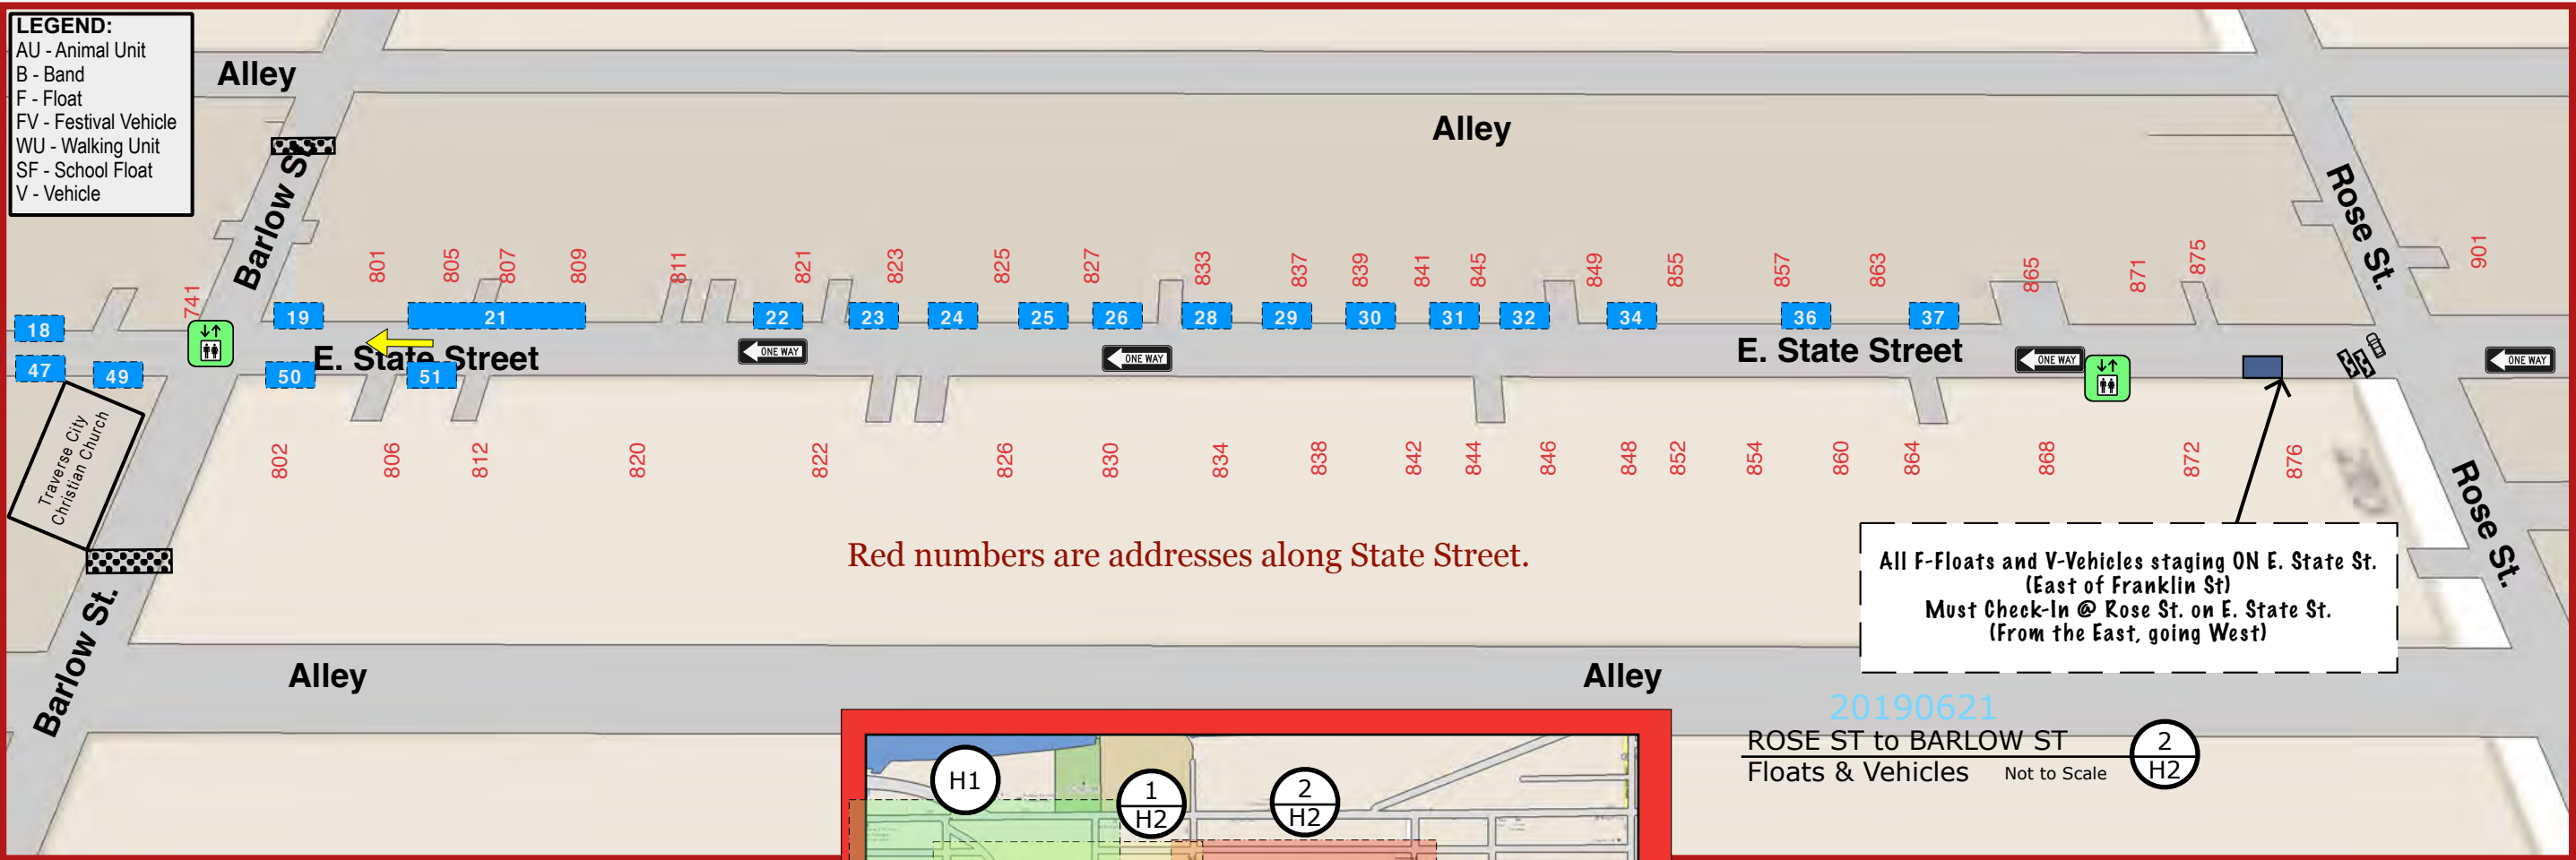 LEGEND:
AU - Animal Unit
B - Band
F - Float
FV - Festival Vehicle
WU - Walking Unit
SF - School Float
V - Vehicle
Alley
Alley
Barlow St.
Rose St.
741
801
805
807
809
811
821
823
825
827
833
837
839
841
845
849
855
857
863
865
871
875
901
18
19
21
22
23
24
25
26
28
29
30
31
32
34
36
37
E. State Street
ONE WAY
ONE WAY
E. State Street
ONE WAY
ONE WAY
47
49
50
51
Traverse City
Christian Church
802
806
812
820
822
826
830
834
838
842
844
846
848
852
854
860
864
868
872
876
Rose St.
Red numbers are addresses along State Street.
All F-Floats and V-Vehicles staging ON E. State St.
(East of Franklin St)
Must Check-In @ Rose St. on E. State St.
(From the East, going West)
Barlow St.
Alley
Alley
20190621
ROSE ST to BARLOW ST
Floats & Vehicles Not to Scale
2
H2
H1
1
H2
2
H2